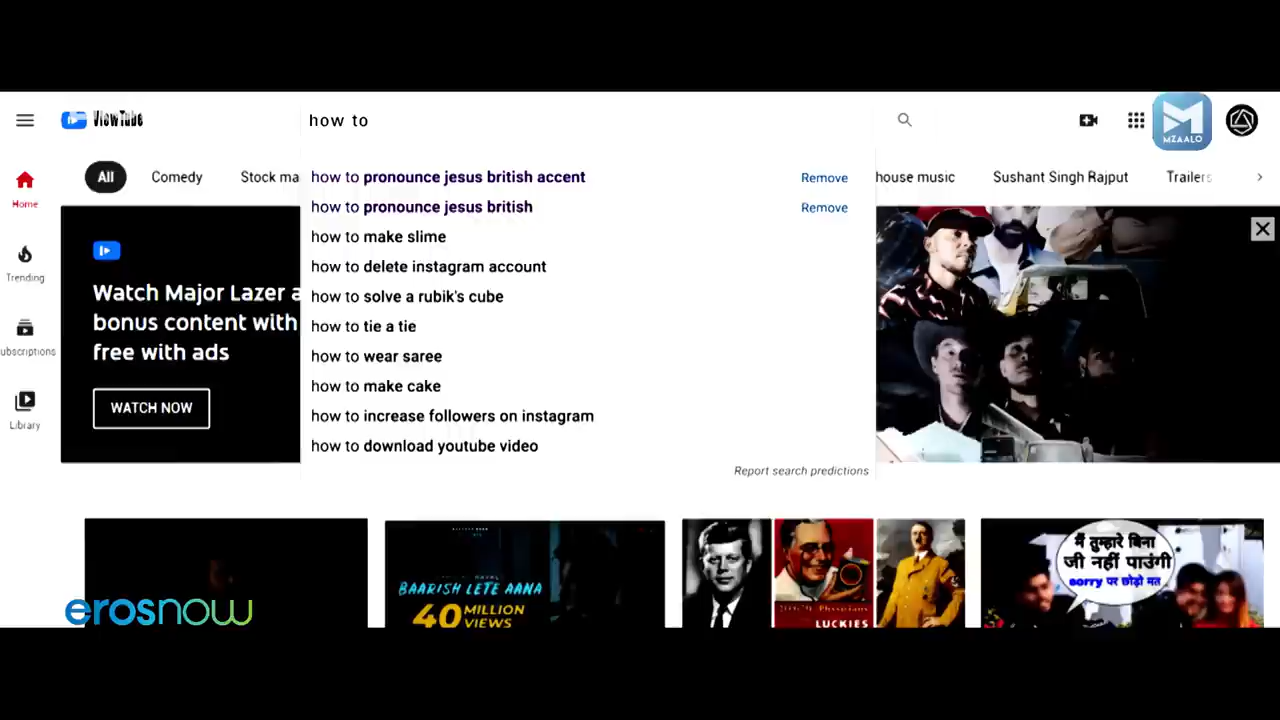 ViewTube
how to
MZAALO
All
Comedy
Stock ma
house music
Sushant Singh Rajput
Trailers
how to pronounce jesus british accent
Remove
how to pronounce jesus british
Remove
how to make slime
how to delete instagram account
how to solve a rubik's cube
how to tie a tie
how to wear saree
how to make cake
how to increase followers on instagram
how to download youtube video
Report search predictions
Home
Trending
ubscriptions
Library
Watch Major Lazer a
bonus content with
free with ads
WATCH NOW
BAARISH LETE AANA
40 MILLION
VIEWS
20,679 Physicians
LUCKIES
मैं तुम्हारे बिना
जी नहीं पाउंगी
sorry पर छोड़ो मत
erosnow